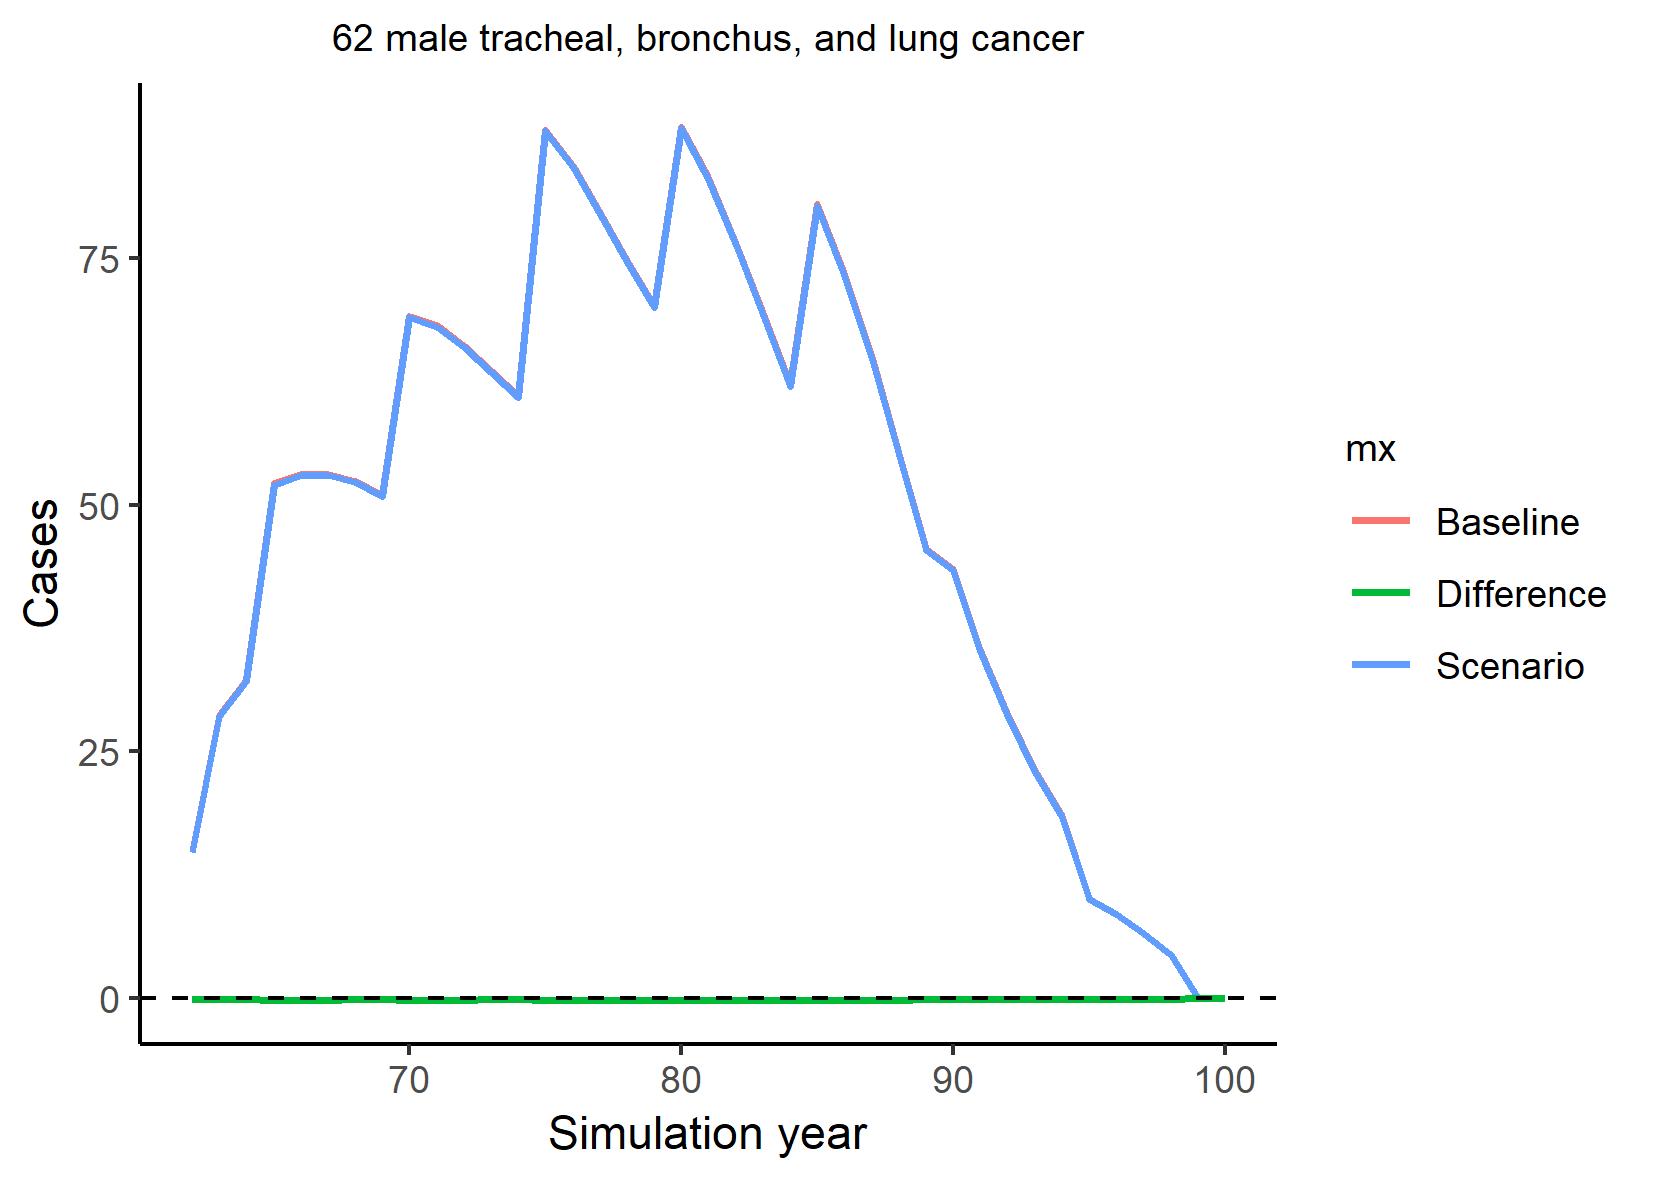 62 male tracheal, bronchus, and lung cancer
Cases
75
50
25
0
70 80 90 100
Simulation year
mx
Baseline
Difference
Scenario